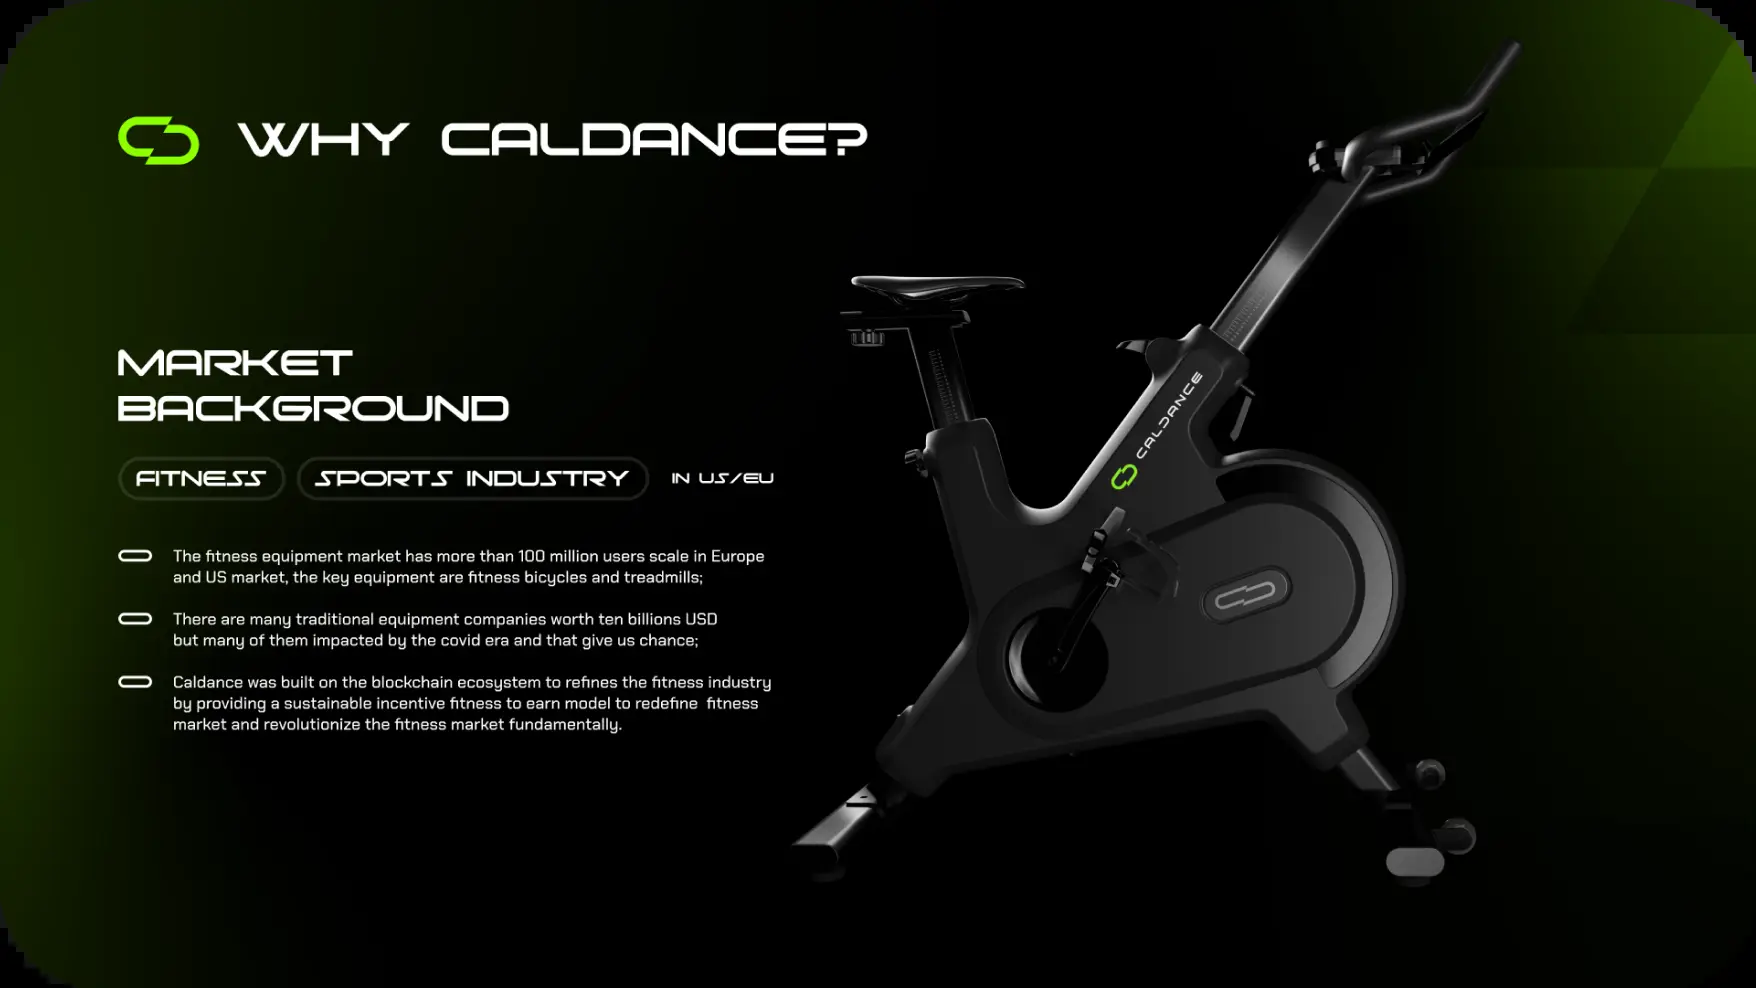 WHY CALDANCE?
MARKET
BACKGROUND
FITNESS SPORTS INDUSTRY IN US/EU
The fitness equipment market has more than 100 million users scale in Europe
and US market, the key equipment are fitness bicycles and treadmills;
There are many traditional equipment companies worth ten billions USD
but many of them impacted by the covid era and that give us chance;
Caldance was built on the blockchain ecosystem to refines the fitness industry
by providing a sustainable incentive fitness to earn model to redefine fitness
market and revolutionize the fitness market fundamentally.
CALDANCE